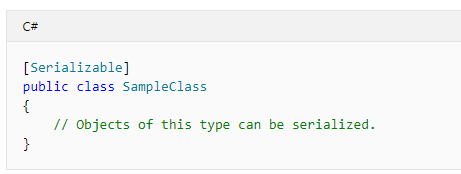 C#
[Serializable]
public class SampleClass
{
    // Objects of this type can be serialized.
}